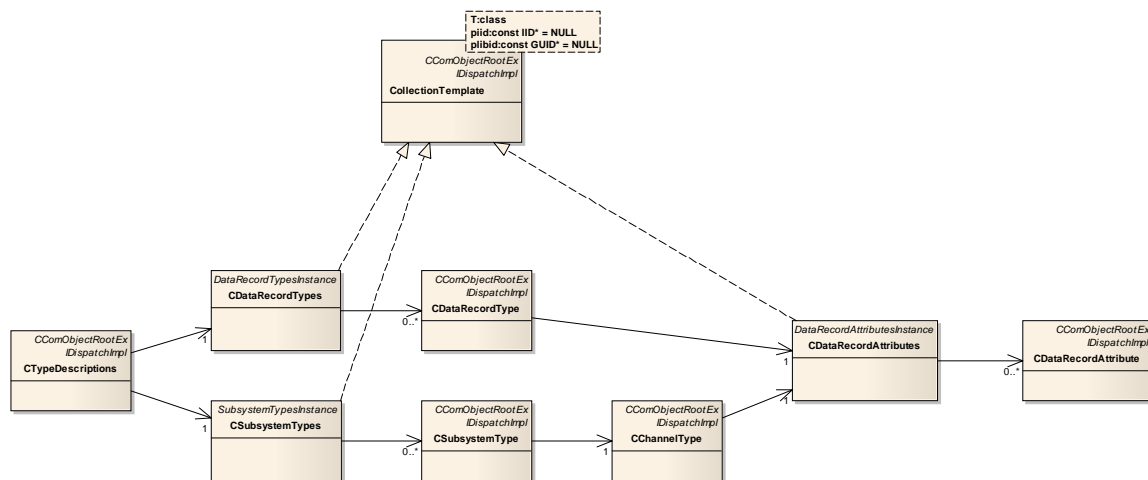 T:class
piid:const IID* = NULL
plibid:const GUID* = NULL
CComObjectRootEx
IDispatchImpl
CollectionTemplate
DataRecordTypesInstance
CDataRecordTypes
1
0..*
CComObjectRootEx
IDispatchImpl
CDataRecordType
CComObjectRootEx
IDispatchImpl
CTypeDescriptions
DataRecordAttributesInstance
CDataRecordAttributes
1
1
0..*
CComObjectRootEx
IDispatchImpl
CDataRecordAttribute
SubsystemTypesInstance
CSubsystemTypes
1
0..*
CComObjectRootEx
IDispatchImpl
CSubsystemType
1
CComObjectRootEx
IDispatchImpl
CChannelType